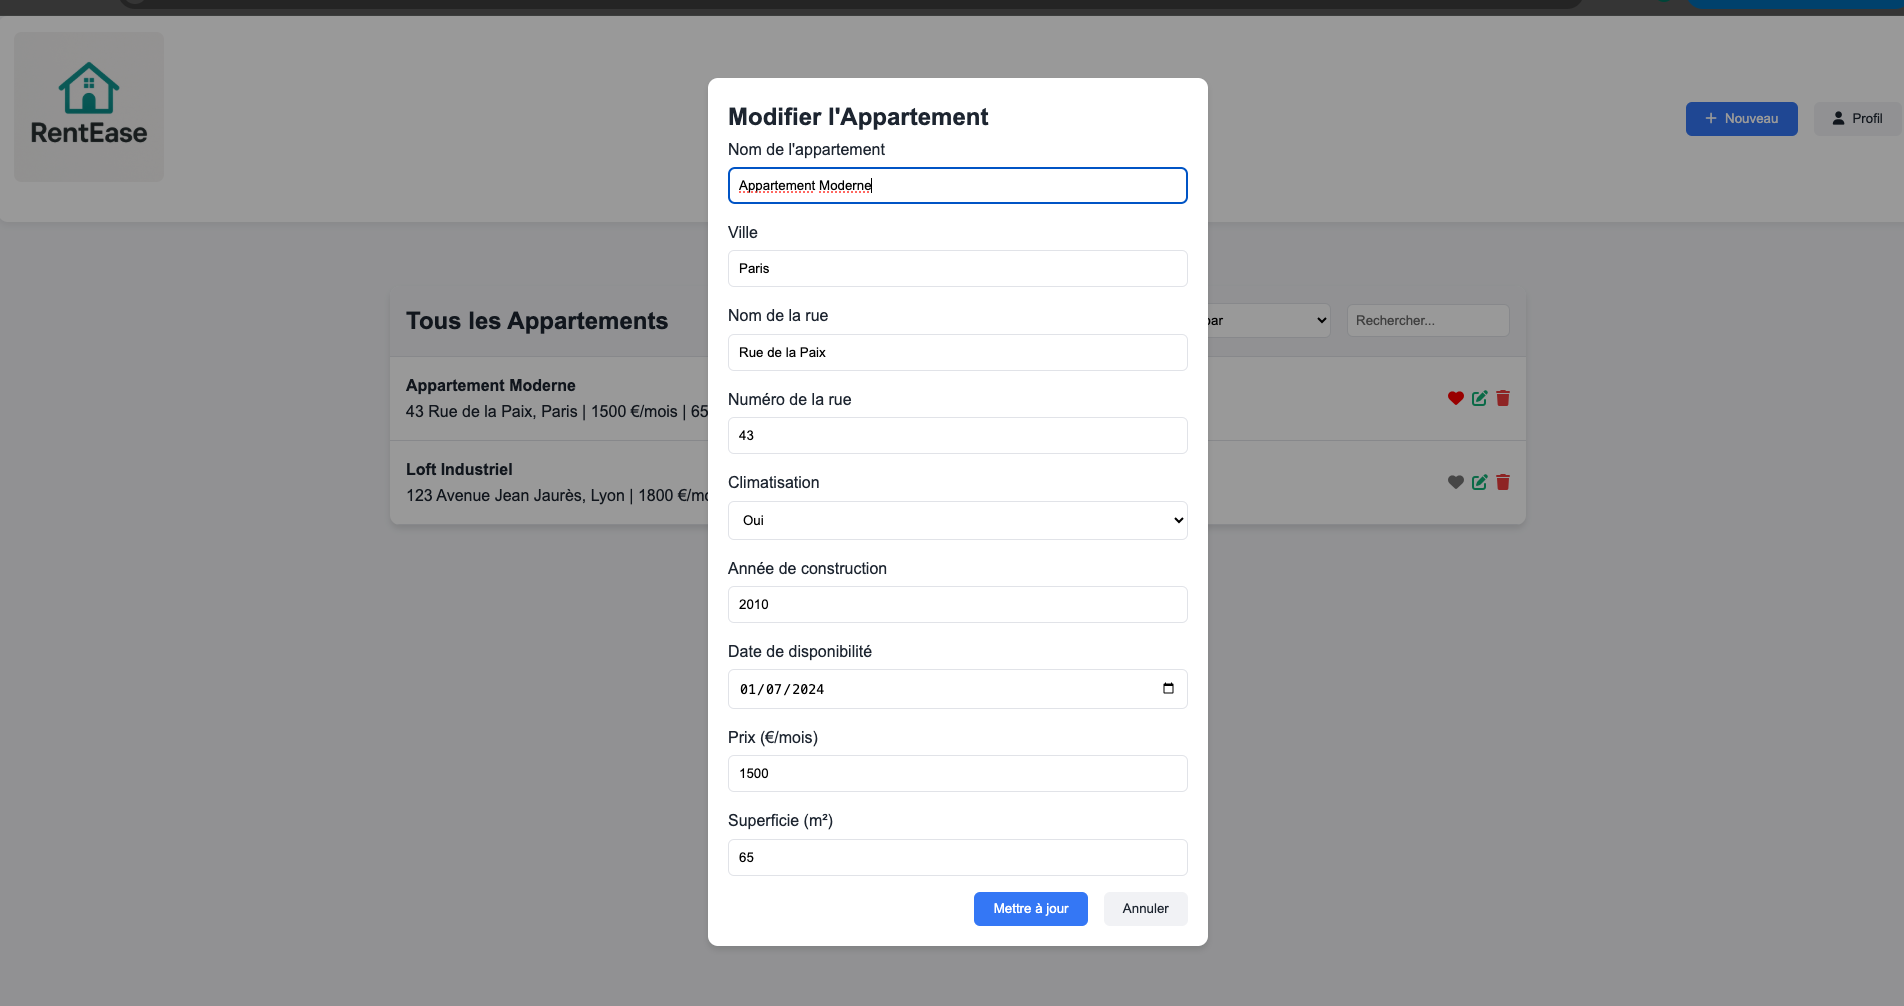 RentEase
Nouveau
Profil
Modifier l'Appartement
Nom de l'appartement
Appartement Moderne
Ville
Paris
Nom de la rue
Rue de la Paix
Numéro de la rue
43
Climatisation
Oui
Année de construction
2010
Date de disponibilité
01/07/2024
Prix (€/mois)
1500
Superficie (m²)
65
Mettre à jour
Annuler
Tous les Appartements
par
Rechercher...
Appartement Moderne
43 Rue de la Paix, Paris | 1500 €/mois | 65
Loft Industriel
123 Avenue Jean Jaurès, Lyon | 1800 €/mo